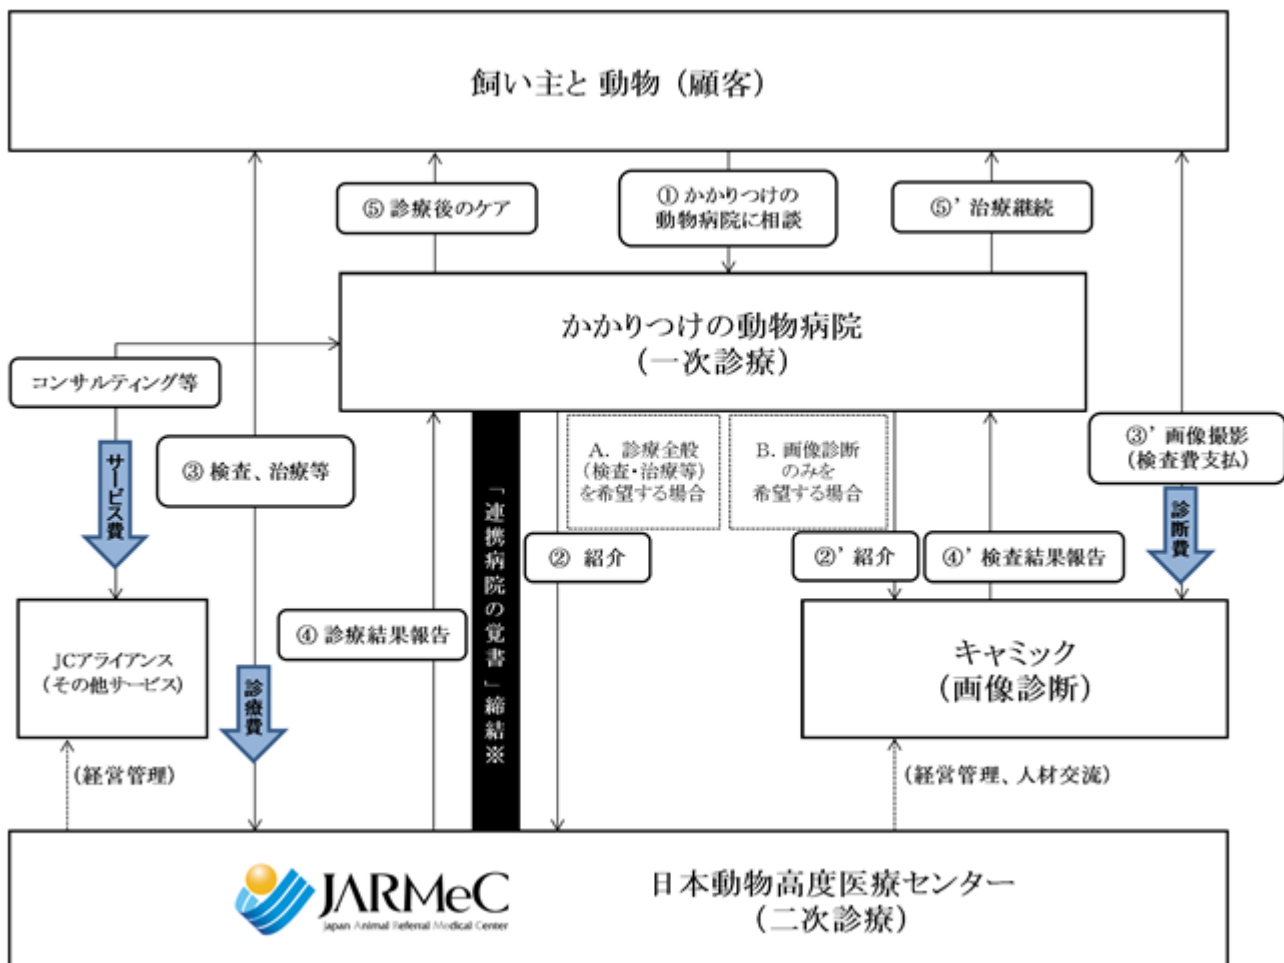 飼い主と 動物（顧客）
⑤ 診療後のケア
① かかりつけの
動物病院に相談
⑤’ 治療継続
かかりつけの動物病院
（一次診療）
コンサルティング等
サービス費
③ 検査、治療等
「連携病院の覚書」締結※
A. 診療全般
（検査・治療等）
を希望する場合
B. 画像診断
のみを
希望する場合
③’ 画像撮影
（検査費支払）
診断費
② 紹介
②’ 紹介
④’ 検査結果報告
④ 診療結果報告
JCアライアンス
（その他サービス）
診療費
キャミック
（画像診断）
（経営管理）
（経営管理、人材交流）
JARMeC
Japan Animal Referral Medical Center
日本動物高度医療センター
（二次診療）